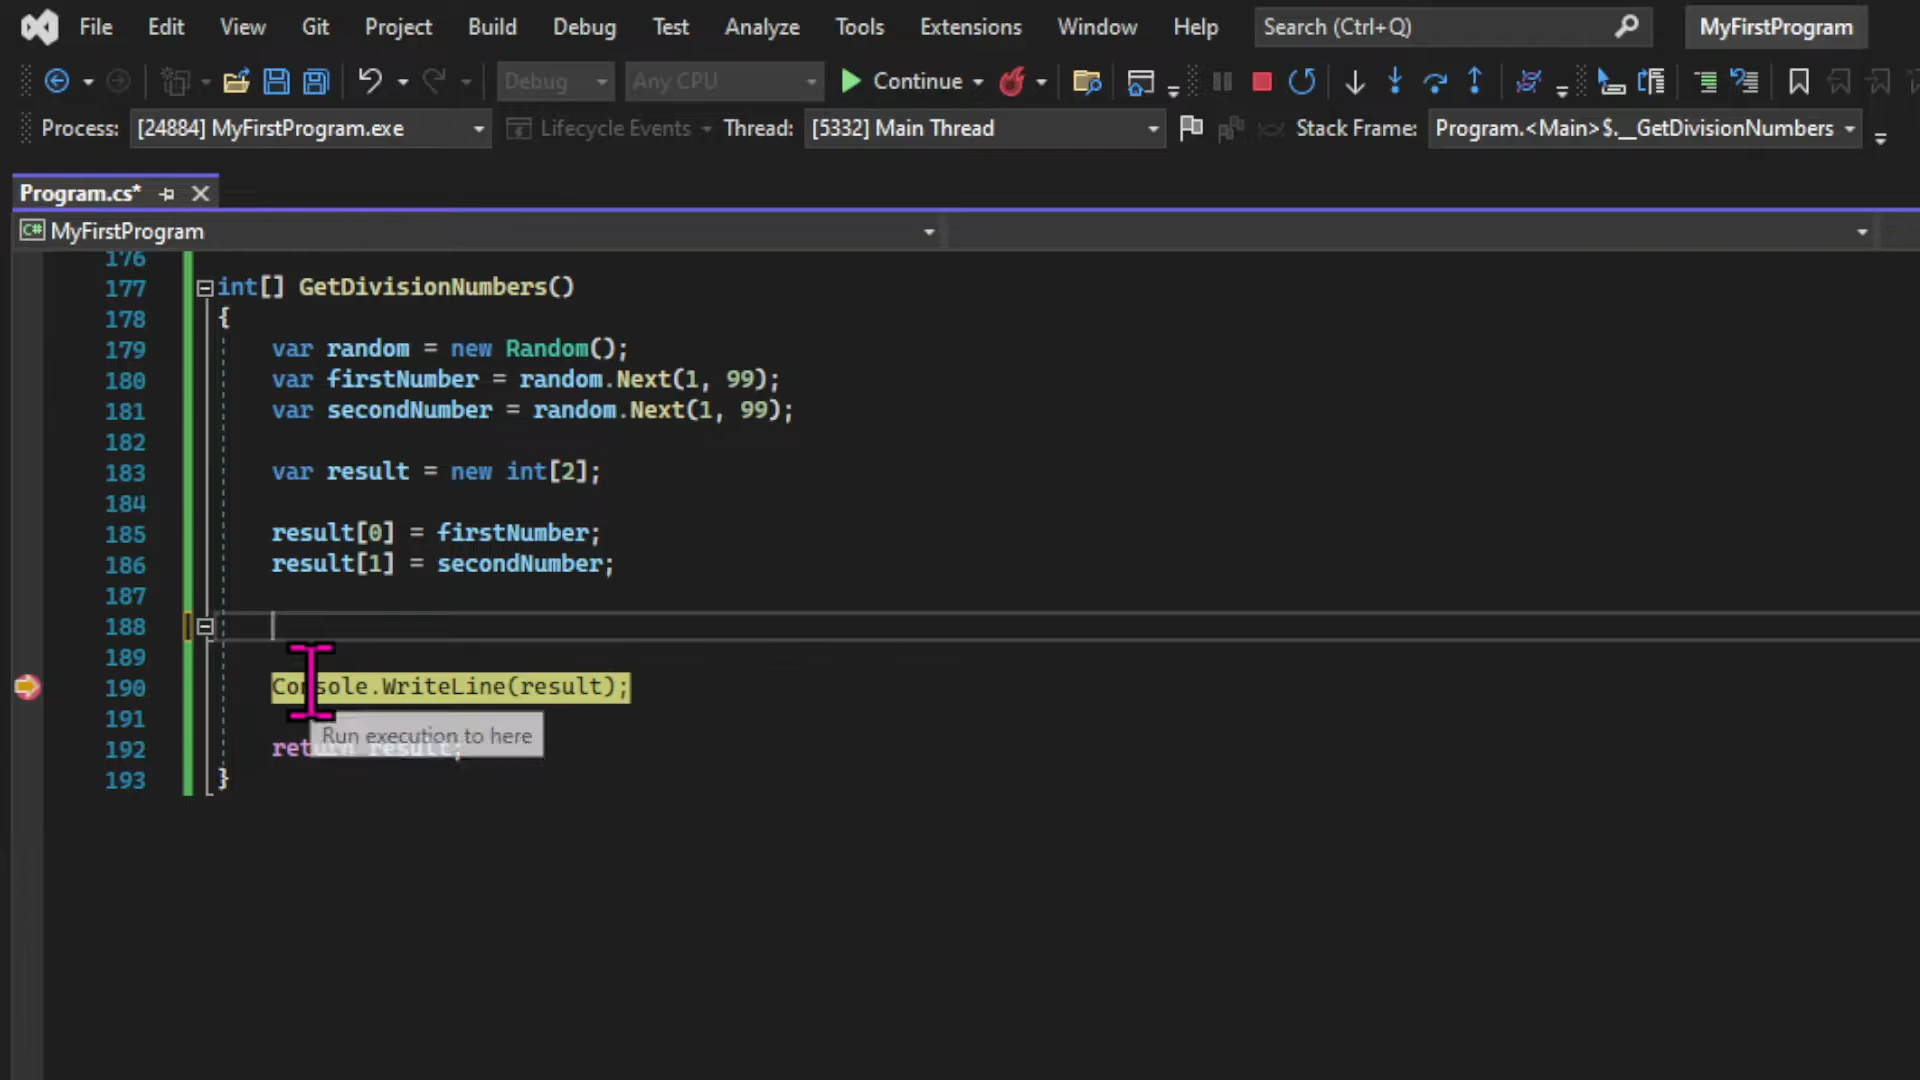 File Edit View Git Project Build Debug Test Analyze Tools Extensions Window Help Search (Ctrl+Q) MyFirstProgram
Debug Any CPU Continue
Process: [24884] MyFirstProgram.exe Lifecycle Events Thread: [5332] Main Thread Stack Frame: Program.<Main>$.__GetDivisionNumbers
Program.cs*
C# MyFirstProgram
176
177 int[] GetDivisionNumbers()
178 {
179 var random = new Random();
180 var firstNumber = random.Next(1, 99);
181 var secondNumber = random.Next(1, 99);
182
183 var result = new int[2];
184
185 result[0] = firstNumber;
186 result[1] = secondNumber;
187
188
189
190 Console.WriteLine(result);
191
Run execution to here
192 return result;
193 }